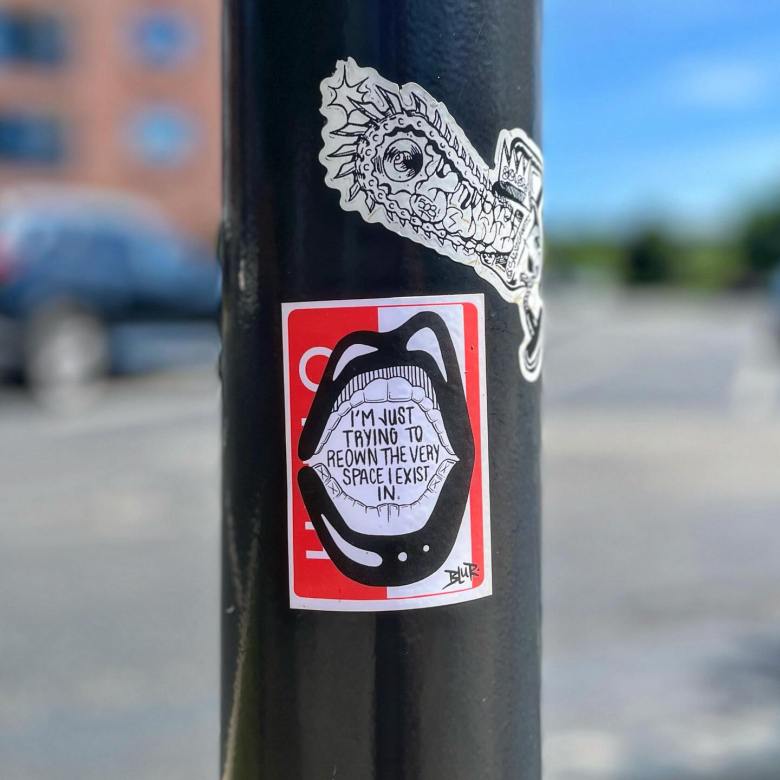 I'M JUST
TRYING TO
REOWN THE VERY
SPACE I EXIST
IN.
BLUR